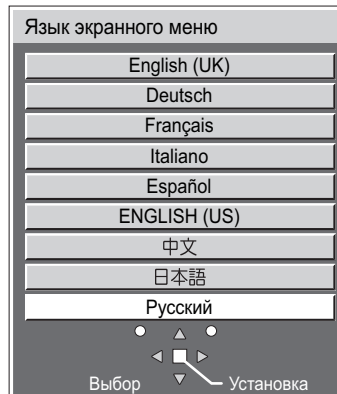 Язык экранного меню
English (UK)
Deutsch
Français
Italiano
Español
ENGLISH (US)
中文
日本語
Русский
Выбор
Установка